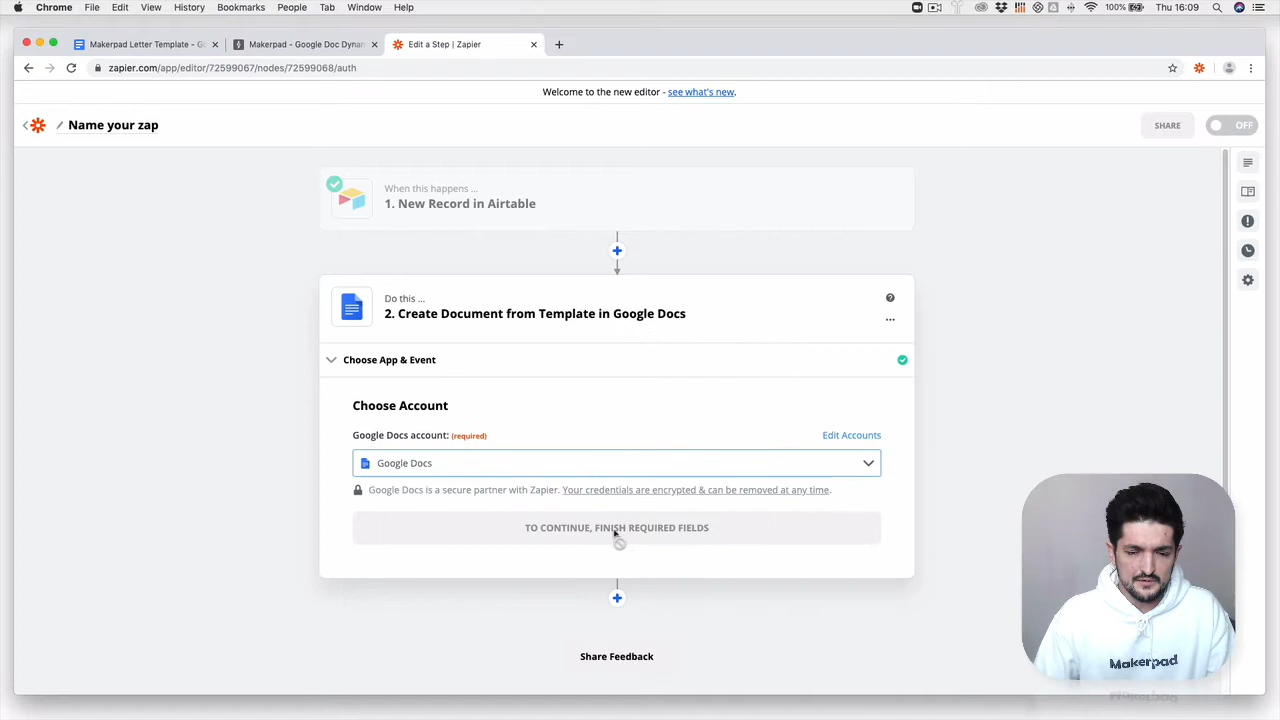 Chrome File Edit View History Bookmarks People Tab Window Help 100% Thu 16:09
Makerpad Letter Template - Go Makerpad - Google Doc Dynam Edit a Step | Zapier
zapier.com/app/editor/72599067/nodes/72599068/auth
Welcome to the new editor - see what's new.
Name your zap SHARE OFF
When this happens ...
1. New Record in Airtable
Do this ...
2. Create Document from Template in Google Docs
Choose App & Event
Choose Account
Google Docs account: (required) Edit Accounts
Google Docs
Google Docs is a secure partner with Zapier. Your credentials are encrypted & can be removed at any time.
TO CONTINUE, FINISH REQUIRED FIELDS
Share Feedback
Makerpad